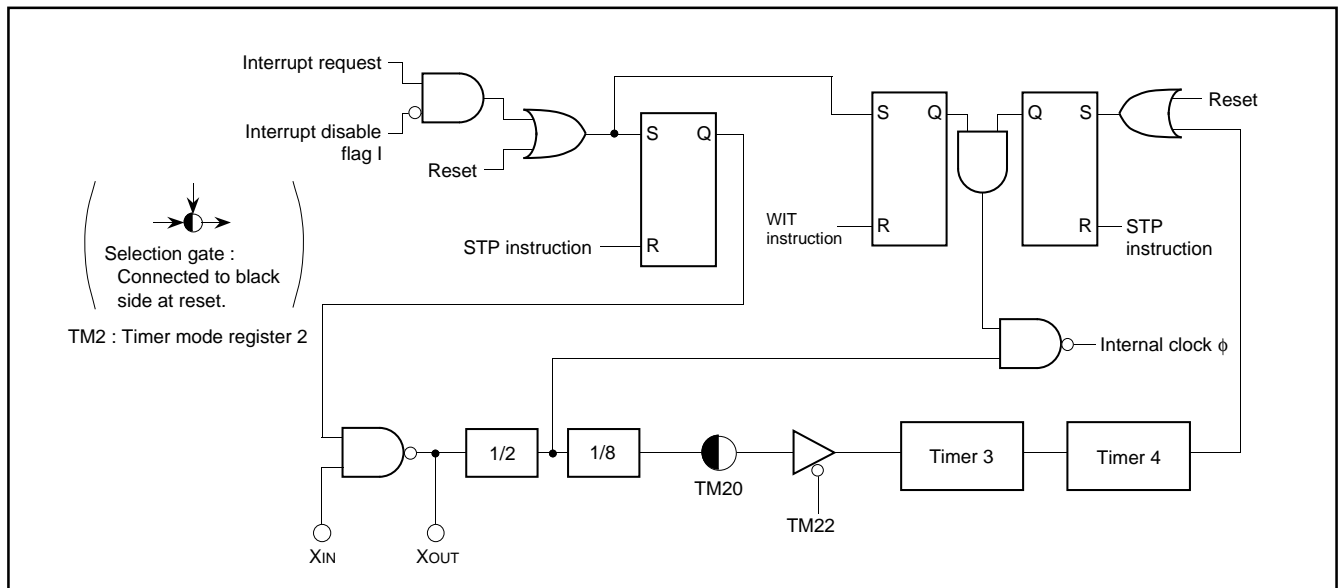 Interrupt request
Interrupt disable
flag I
Reset
S
Q
R
STP instruction
S
Q
R
WIT
instruction
Q
S
R
Reset
STP
instruction
Selection gate :
Connected to black
side at reset.
TM2 : Timer mode register 2
Internal clock ϕ
1/2
1/8
TM20
TM22
Timer 3
Timer 4
XIN
XOUT